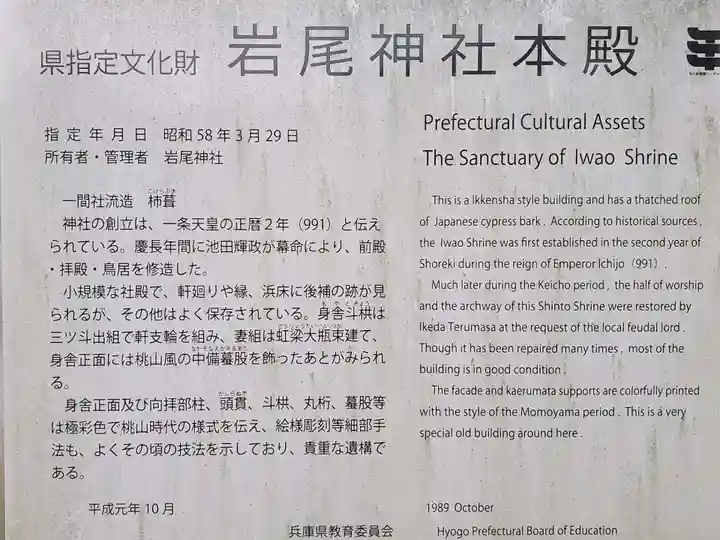 県指定文化財 岩尾神社本殿
指定年月日 昭和58年3月29日
所有者・管理者 岩尾神社
一間社流造 杮葺
神社の創立は、一条天皇の正暦2年(991)と伝え
られている。慶長年間に池田輝政が幕命により、前殿
・拝殿・鳥居を修造した。
小規模な社殿で、軒廻りや縁、浜床に後補の跡が見
られるが、その他はよく保存されている。身舎斗栱は
三ツ斗出組で軒支輪を組み、妻組は虹梁大瓶束建て、
身舎正面には桃山風の中備蟇股を飾ったあとがみられ
る。
身舎正面及び向拝部柱、頭貫、斗栱、丸桁、蟇股等
は極彩色で桃山時代の様式を伝え、絵様彫刻等細部手
法も、よくその頃の技法を示しており、貴重な遺構で
ある。
平成元年10月
兵庫県教育委員会
Prefectural Cultural Assets
The Sanctuary of Iwao Shrine
This is a Ikkensha style building and has a thatched roof
of Japanese cypress bark. According to historical sources,
the Iwao Shrine was first established in the second year of
Shoreki during the reign of Emperor Ichijo (991).
Much later during the Keicho period, the half of worship
and the archway of this Shinto Shrine were restored by
Ikeda Terumasa at the request of the local feudal lord.
Though it has been repaired many times, most of the
building is in good condition.
The facade and kaerumata supports are colorfully printed
with the style of the Momoyama period. This is a very
special old building around here.
1989 October
Hyogo Prefectural Board of Education